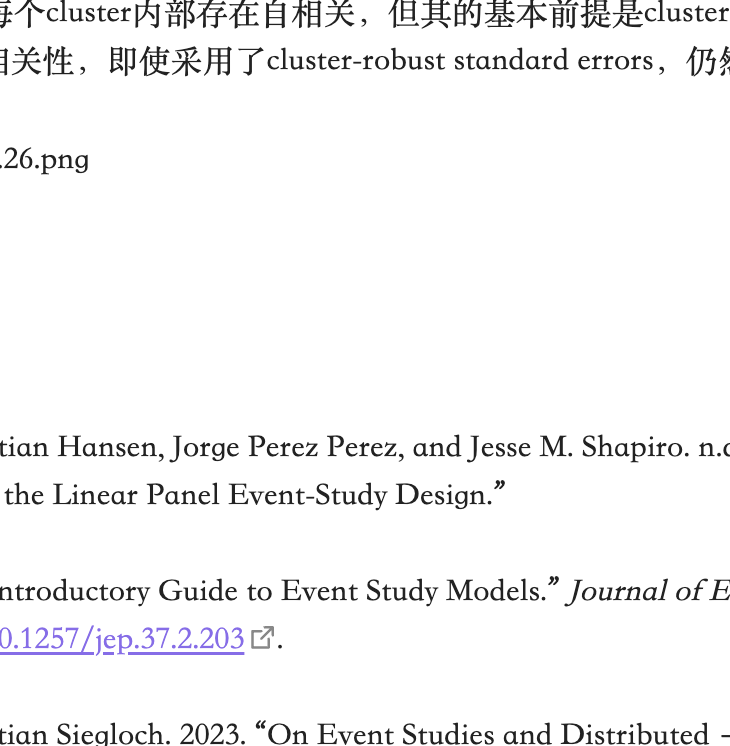 每个cluster内部存在自相关，但其的基本前提是cluster
相关性，即使采用了cluster-robust standard errors，仍然
.26.png
tian Hansen, Jorge Perez Perez, and Jesse M. Shapiro. n.d
the Linear Panel Event-Study Design.”
ntroductory Guide to Event Study Models.” Journal of E
0.1257/jep.37.2.203.
tian Siegloch. 2023. “On Event Studies and Distributed -